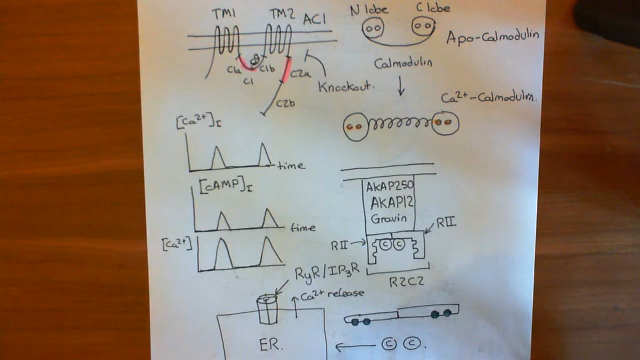 TM1 TM2 AC1
C1a C1b C2a
C1
Knockout.
C2b
N lobe C lobe
Apo-Calmodulin
Calmodulin
Ca²⁺-Calmodulin.
[Ca²⁺]I
time
[cAMP]I
time
[Ca²⁺]
AKAP250
AKAP12
Gravin
RII RII
C C
R2C2
RyR/IP₃R
Ca²⁺ release
ER.
C C.